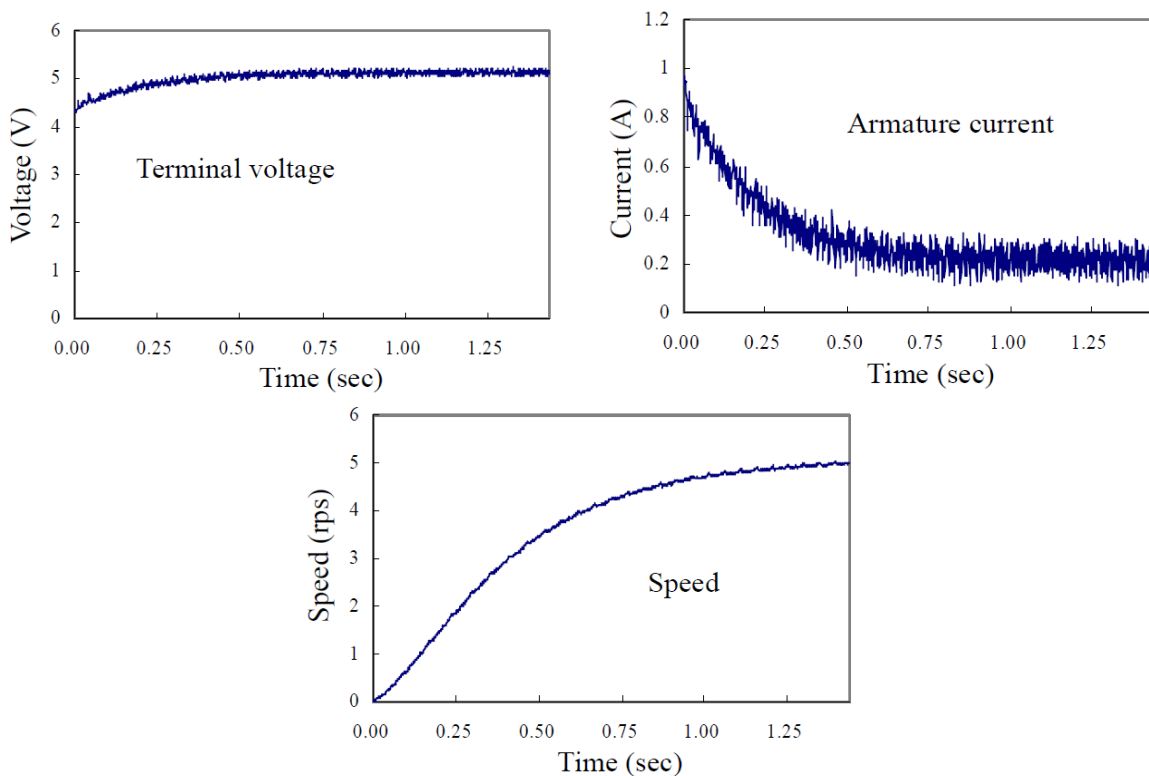 6
5
4
3
2
1
0
Voltage (V)
Terminal voltage
0.00 0.25 0.50 0.75 1.00 1.25
Time (sec)
1.2
1
0.8
0.6
0.4
0.2
0
Current (A)
Armature current
0.00 0.25 0.50 0.75 1.00 1.25
Time (sec)
6
5
4
3
2
1
0
Speed (rps)
Speed
0.00 0.25 0.50 0.75 1.00 1.25
Time (sec)